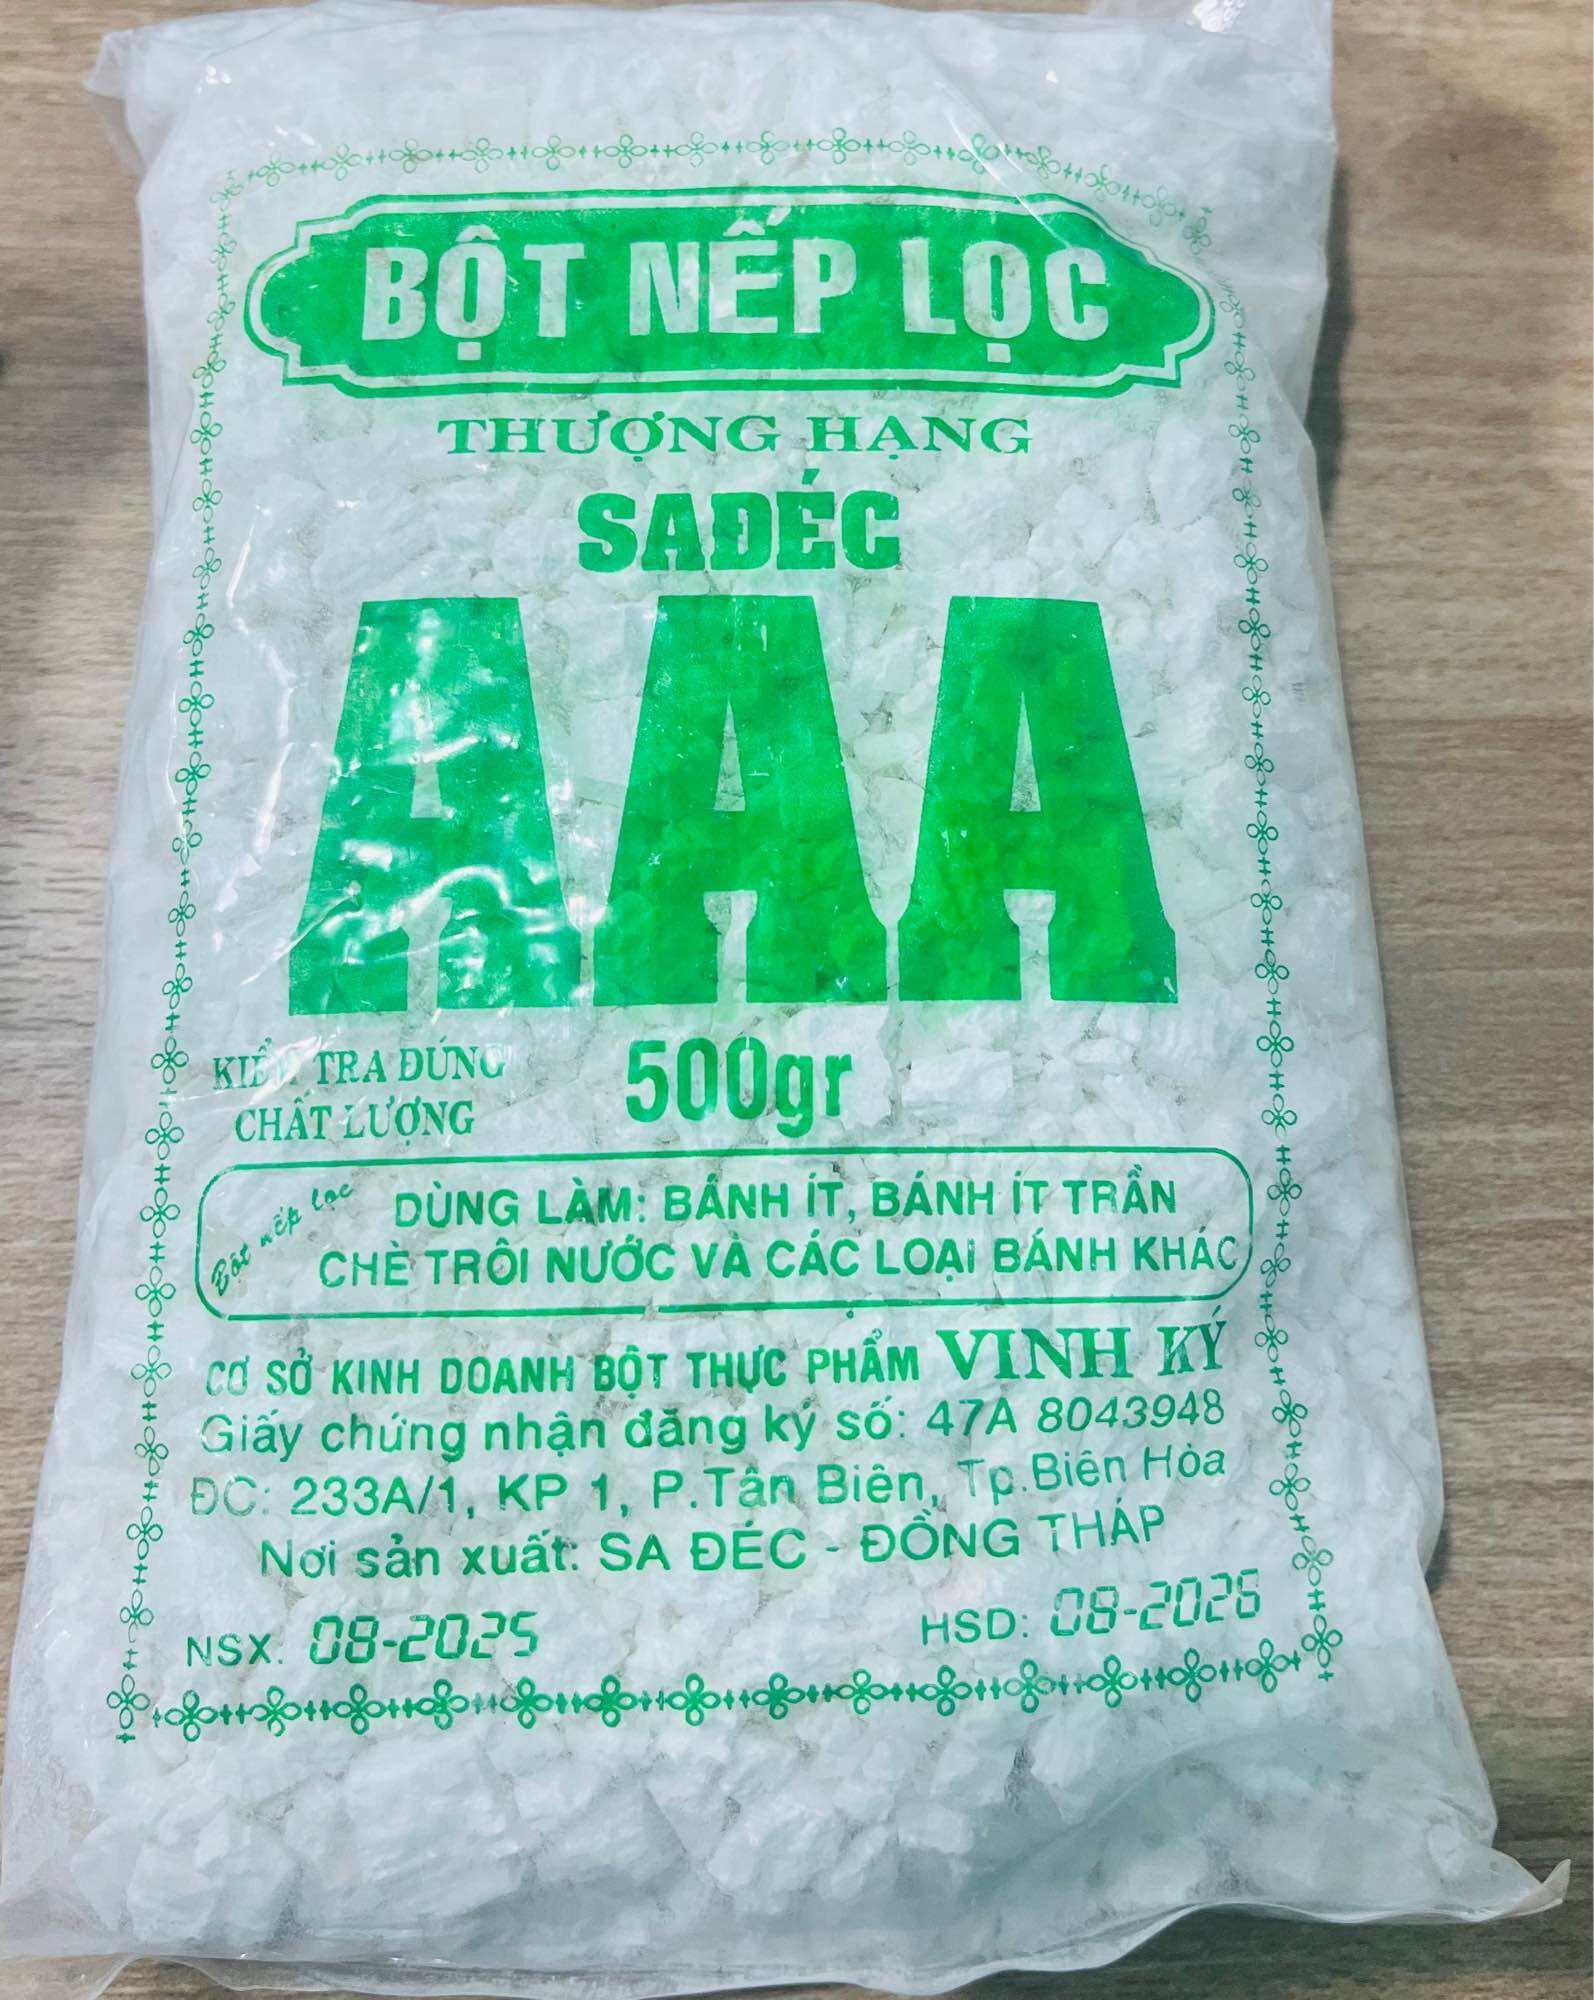 BỘT NẾP LỌC
THƯỢNG HẠNG
SAĐÉC
AAA
KIỂM TRA ĐÚNG
CHẤT LƯỢNG
500gr
Bột nếp lọc
DÙNG LÀM: BÁNH ÍT, BÁNH ÍT TRẦN
CHÈ TRÔI NƯỚC VÀ CÁC LOẠI BÁNH KHÁC
CƠ SỞ KINH DOANH BỘT THỰC PHẨM VINH KÝ
Giấy chứng nhận đăng ký số: 47A 8043948
ĐC: 233A/1, KP 1, P.Tân Biên, Tp.Biên Hòa
Nơi sản xuất: SA ĐÉC - ĐỒNG THÁP
NSX: 08-2025
HSD: 08-2026